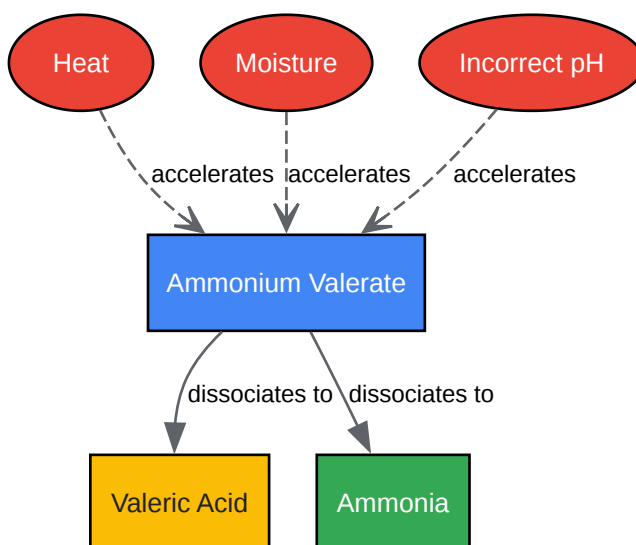 Heat
Moisture
Incorrect pH
accelerates
accelerates
accelerates
Ammonium Valerate
dissociates to
dissociates to
Valeric Acid
Ammonia